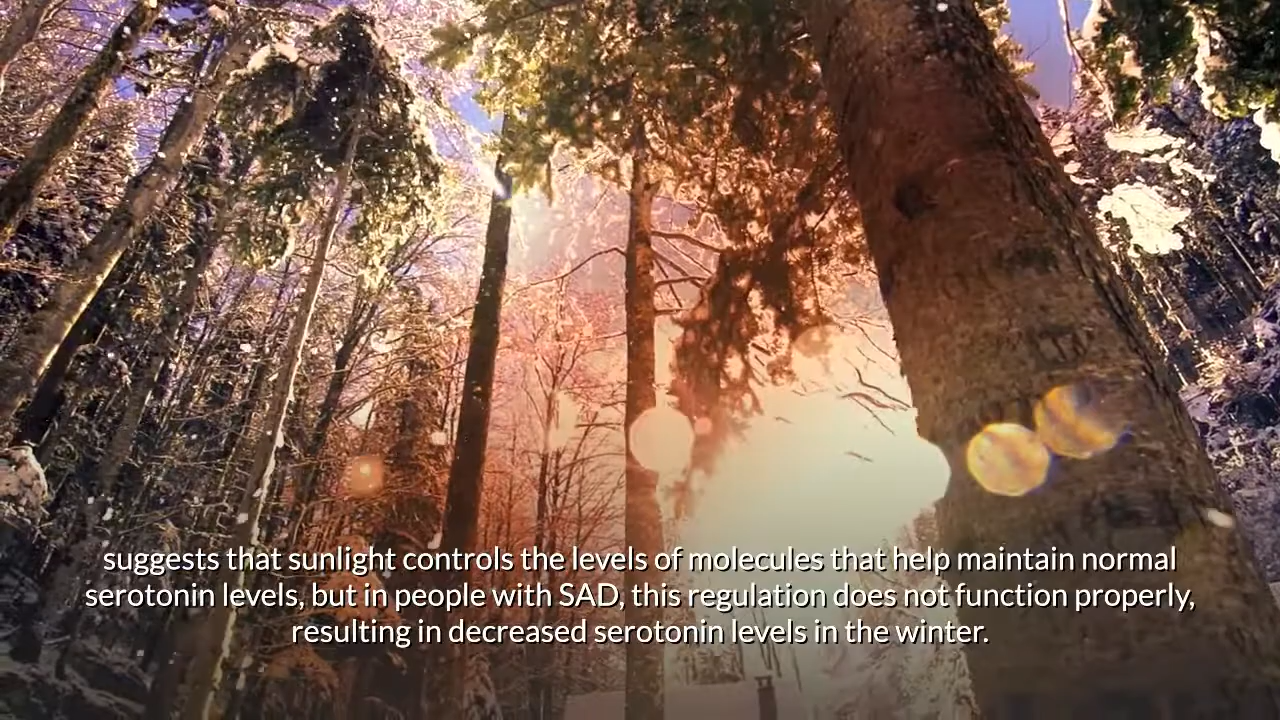 suggests that sunlight controls the levels of molecules that help maintain normal
serotonin levels, but in people with SAD, this regulation does not function properly,
resulting in decreased serotonin levels in the winter.